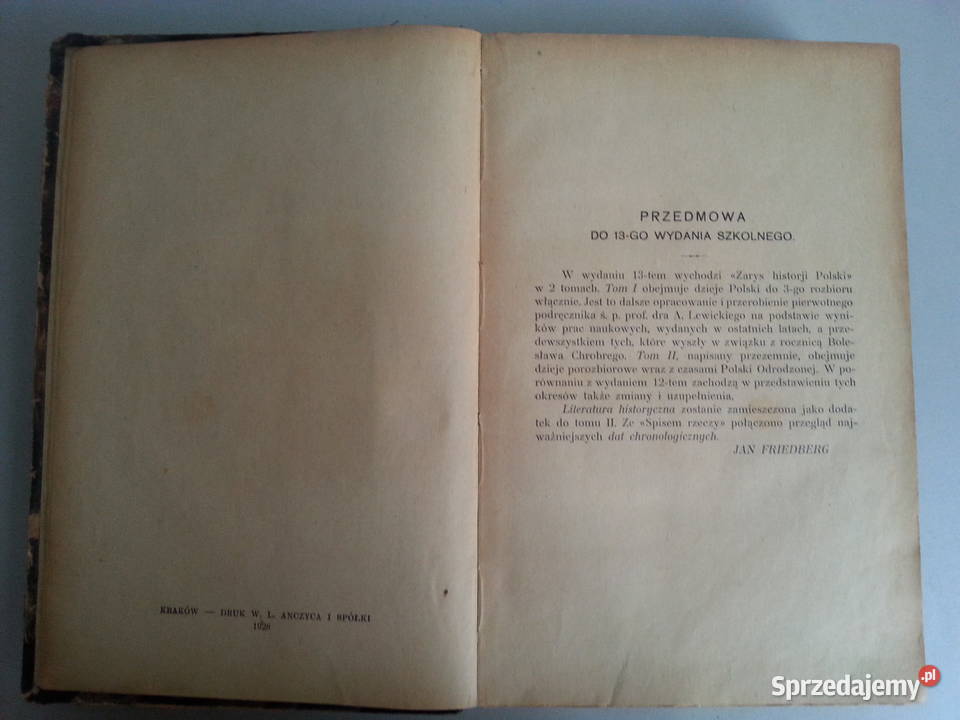 KRAKÓW — DRUK W. L. ANCZYCA I SPÓŁKI
1928
PRZEDMOWA
DO 13-GO WYDANIA SZKOLNEGO.
W wydaniu 13-tem wychodzi «Zarys historji Polski»
w 2 tomach. Tom I obejmuje dzieje Polski do 3-go rozbioru
włącznie. Jest to dalsze opracowanie i przerobienie pierwotnego
podręcznika ś. p. prof. dra A. Lewickiego na podstawie wyni-
ków prac naukowych, wydanych w ostatnich latach, a prze-
dewszystkiem tych, które wyszły w związku z rocznicą Bole-
sława Chrobrego. Tom II, napisany przezemnie, obejmuje
dzieje porozbiorowe wraz z czasami Polski Odrodzonej. W po-
równaniu z wydaniem 12-tem zachodzą w przedstawieniu tych
okresów także zmiany i uzupełnienia.
Literatura historyczna zostanie zamieszczona jako doda-
tek do tomu II. Ze «Spisem rzeczy» połączono przegląd naj-
ważniejszych dat chronologicznych.
JAN FRIEDBERG
Sprzedajemy.pl